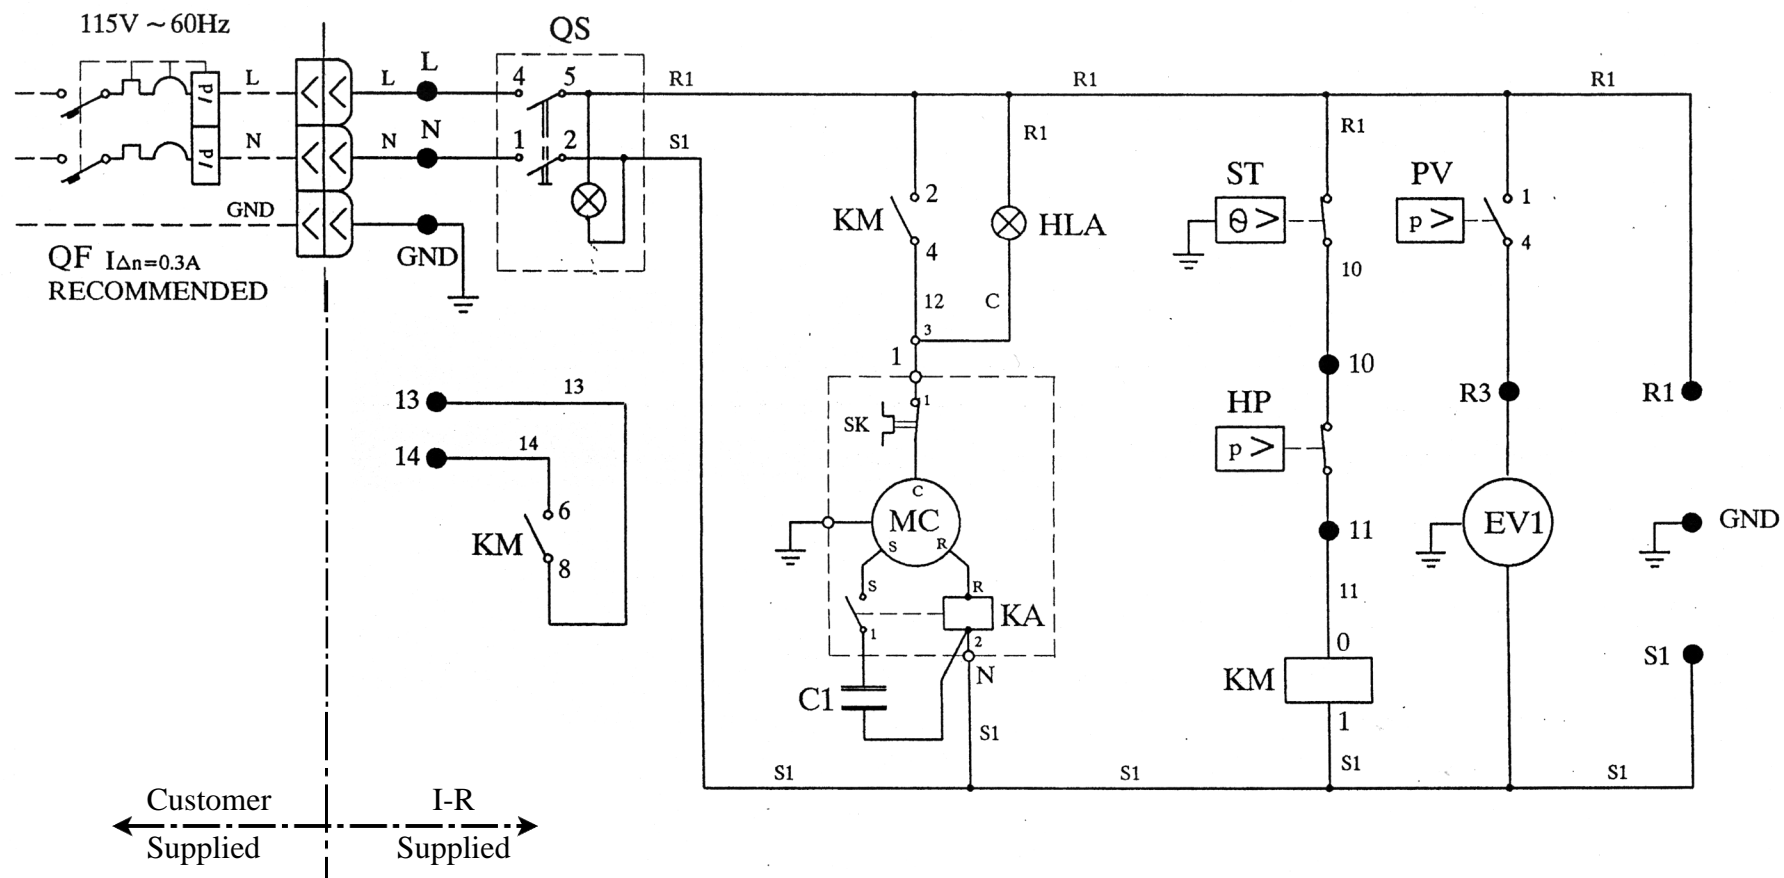 115V ~ 60Hz
QS
L
L
L
4
5
R1
R1
R1
N
N
N
1
2
S1
GND
GND
QF IΔn=0.3A
RECOMMENDED
R1
R1
KM
2
4
HLA
ST
θ >
PV
p >
1
4
12
C
3
10
1
10
R3
R1
13
13
14
14
6
KM
8
1
SK
HP
p >
C
MC
S
R
11
EV1
GND
S
R
KA
1
2
11
0
N
C1
KM
1
S1
S1
S1
S1
S1
S1
Customer
Supplied
I-R
Supplied